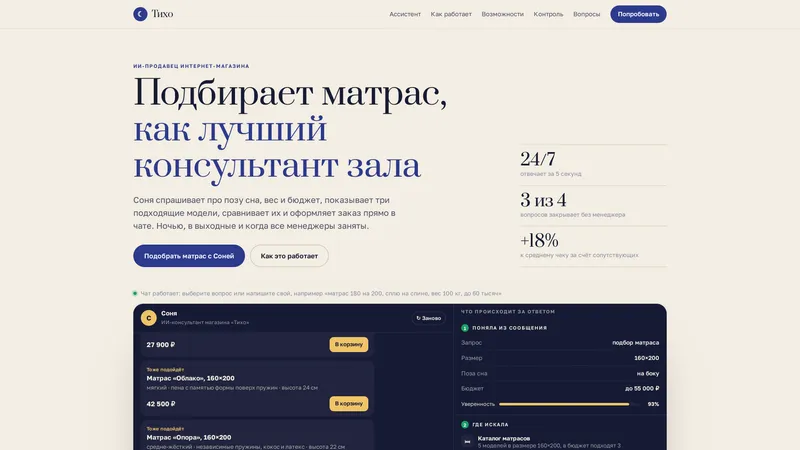 Тихо
Ассистент
Как работает
Возможности
Контроль
Вопросы
Попробовать
ИИ-ПРОДАВЕЦ ИНТЕРНЕТ-МАГАЗИНА
Подбирает матрас,
как лучший
консультант зала
Соня спрашивает про позу сна, вес и бюджет, показывает три
подходящие модели, сравнивает их и оформляет заказ прямо в
чате. Ночью, в выходные и когда все менеджеры заняты.
Подобрать матрас с Соней
Как это работает
24/7
отвечает за 5 секунд
3 из 4
вопросов закрывает без менеджера
+18%
к среднему чеку за счёт сопутствующих
Чат работает: выберите вопрос или напишите свой, например «матрас 180 на 200, сплю на спине, вес 100 кг, до 60 тысяч»
С
Соня
ИИ-консультант магазина «Тихо»
↻ Заново
27 900 ₽
В корзину
Тоже подойдёт
Матрас «Облако», 160×200
мягкий · пена с памятью формы поверх пружин · высота 24 см
42 500 ₽
В корзину
Тоже подойдёт
Матрас «Опора», 160×200
средне-жёсткий · независимые пружины, кокос и латекс · высота 22 см
ЧТО ПРОИСХОДИТ ЗА ОТВЕТОМ
1 ПОНЯЛА ИЗ СООБЩЕНИЯ
Запрос подбор матраса
Размер 160×200
Поза сна на боку
Бюджет до 55 000 ₽
Уверенность 93%
2 ГДЕ ИСКАЛА
Каталог матрасов
5 моделей в размере 160×200, в бюджет подходят 3